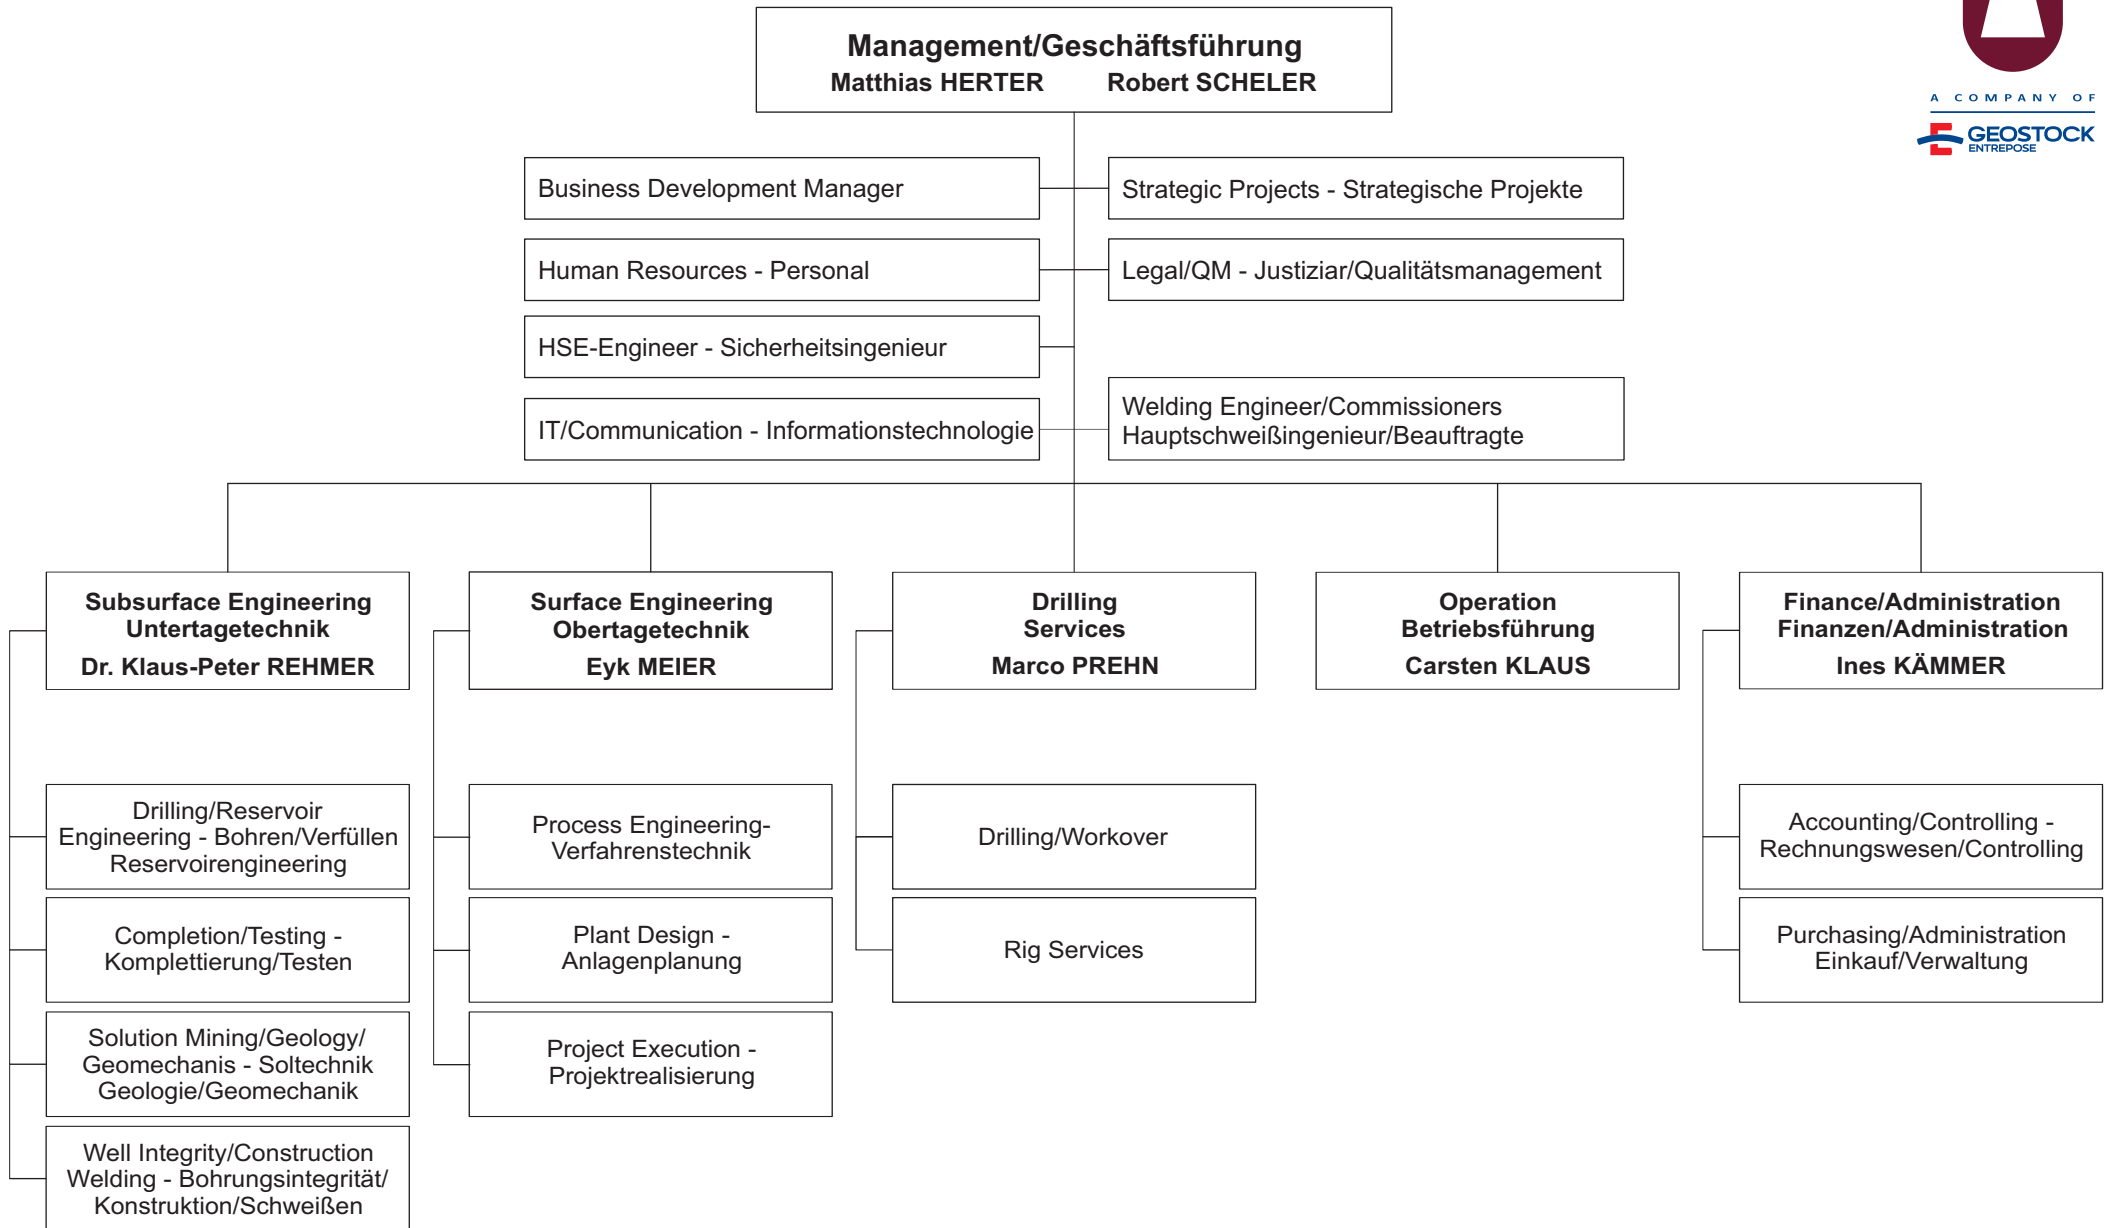 Management/Geschäftsführung
Matthias HERTER Robert SCHELER
A COMPANY OF
GEOSTOCK
ENTREPOSE
Business Development Manager
Strategic Projects - Strategische Projekte
Human Resources - Personal
Legal/QM - Justiziar/Qualitätsmanagement
HSE-Engineer - Sicherheitsingenieur
IT/Communication - Informationstechnologie
Welding Engineer/Commissioners
Hauptschweißingenieur/Beauftragte
Subsurface Engineering
Untertagetechnik
Dr. Klaus-Peter REHMER
Surface Engineering
Obertagetechnik
Eyk MEIER
Drilling
Services
Marco PREHN
Operation
Betriebsführung
Carsten KLAUS
Finance/Administration
Finanzen/Administration
Ines KÄMMER
Drilling/Reservoir
Engineering - Bohren/Verfüllen
Reservoirengineering
Completion/Testing -
Komplettierung/Testen
Solution Mining/Geology/
Geomechanis - Soltechnik
Geologie/Geomechanik
Well Integrity/Construction
Welding - Bohrungsintegrität/
Konstruktion/Schweißen
Process Engineering-
Verfahrenstechnik
Plant Design -
Anlagenplanung
Project Execution -
Projektrealisierung
Drilling/Workover
Rig Services
Accounting/Controlling -
Rechnungswesen/Controlling
Purchasing/Administration
Einkauf/Verwaltung